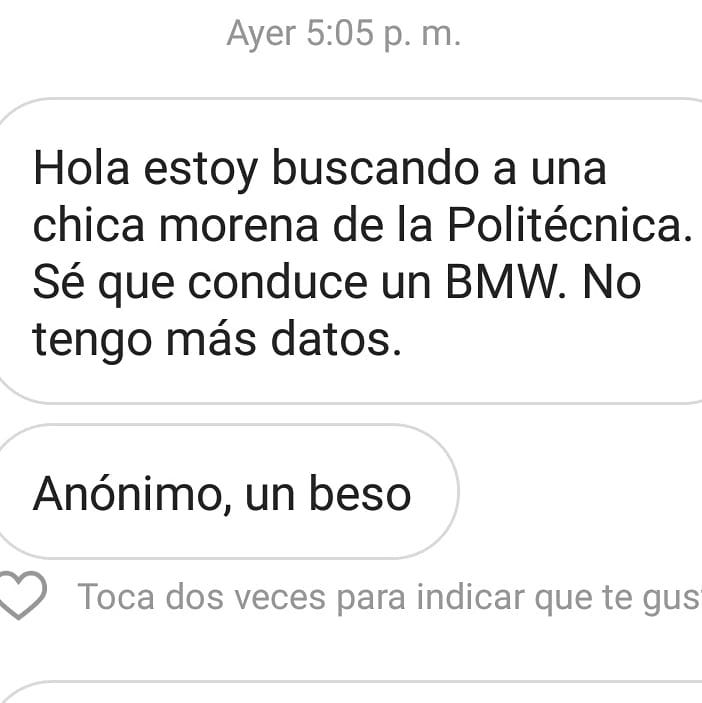 Ayer 5:05 p. m.
Hola estoy buscando a una
chica morena de la Politécnica.
Sé que conduce un BMW. No
tengo más datos.
Anónimo, un beso
Toca dos veces para indicar que te gus